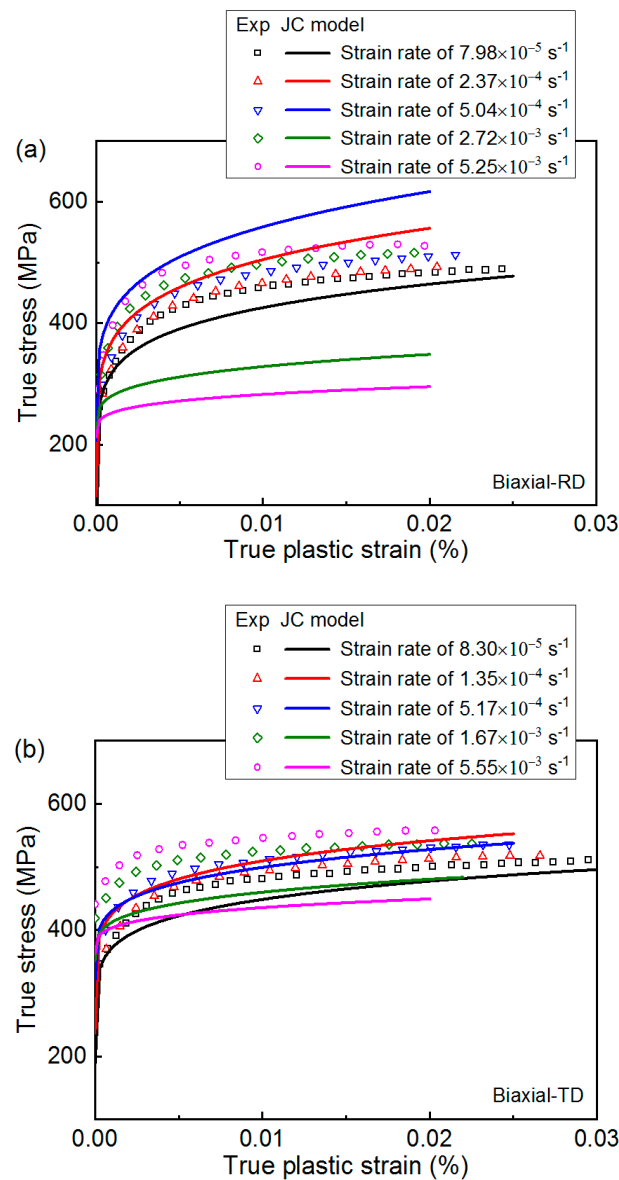 Exp JC model
Strain rate of 7.98×10⁻⁵ s⁻¹
Strain rate of 2.37×10⁻⁴ s⁻¹
Strain rate of 5.04×10⁻⁴ s⁻¹
Strain rate of 2.72×10⁻³ s⁻¹
Strain rate of 5.25×10⁻³ s⁻¹
(a)
600
400
200
True stress (MPa)
Biaxial-RD
0.00 0.01 0.02 0.03
True plastic strain (%)
Exp JC model
Strain rate of 8.30×10⁻⁵ s⁻¹
Strain rate of 1.35×10⁻⁴ s⁻¹
Strain rate of 5.17×10⁻⁴ s⁻¹
Strain rate of 1.67×10⁻³ s⁻¹
Strain rate of 5.55×10⁻³ s⁻¹
(b)
600
400
200
True stress (MPa)
Biaxial-TD
0.00 0.01 0.02 0.03
True plastic strain (%)